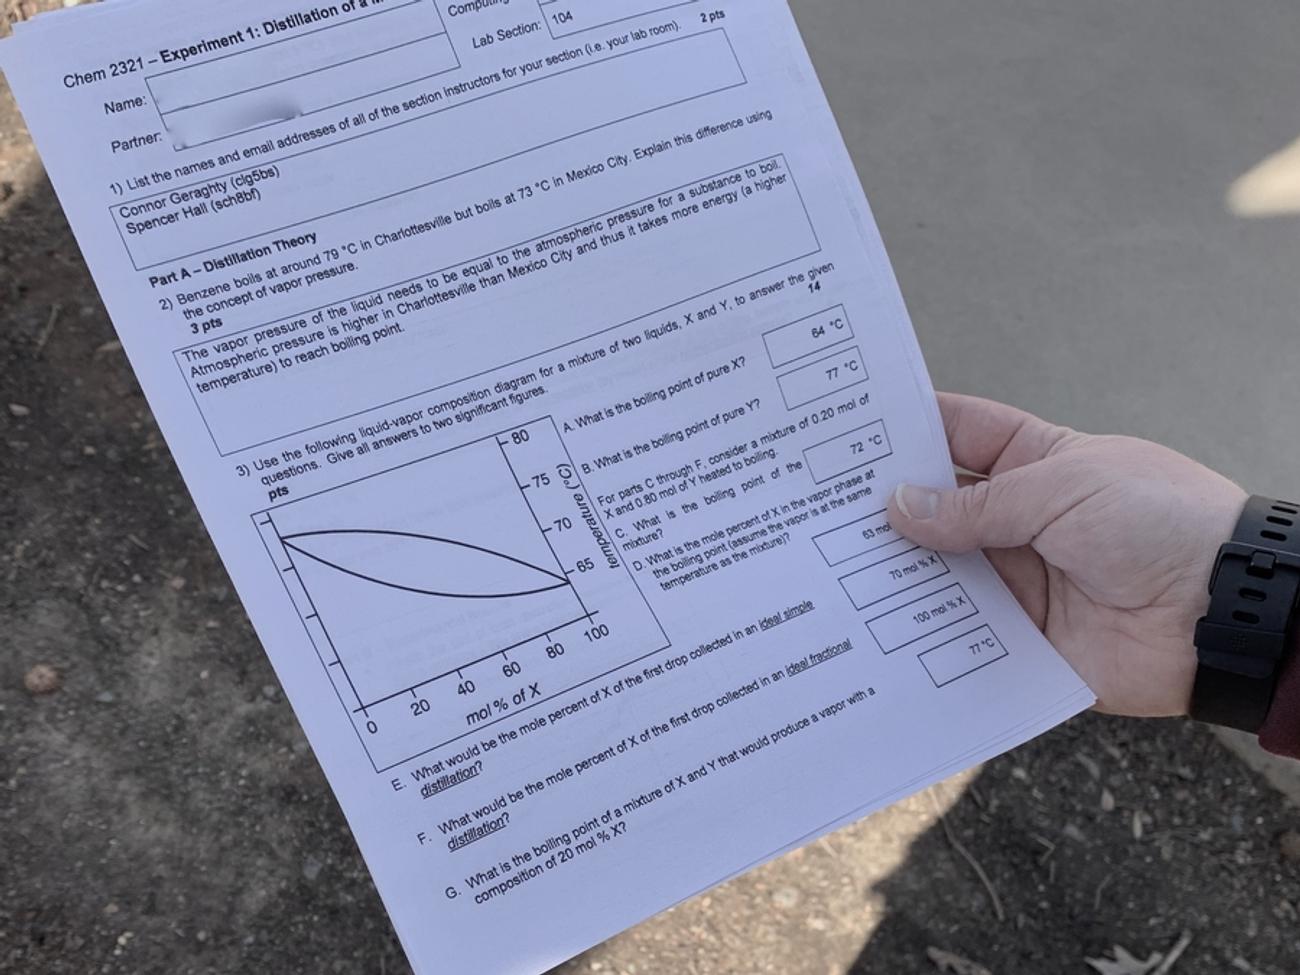 Chem 2321 – Experiment 1: Distillation of a
Computing
Name:
Lab Section: 104
Partner:
1) List the names and email addresses of all of the section instructors for your section (i.e. your lab room). 2 pts
Connor Geraghty (clg5bs)
Spencer Hall (sch8bf)
Part A – Distillation Theory
2) Benzene boils at around 79 °C in Charlottesville but boils at 73 °C in Mexico City. Explain this difference using
the concept of vapor pressure.
3 pts
The vapor pressure of the liquid needs to be equal to the atmospheric pressure for a substance to boil.
Atmospheric pressure is higher in Charlottesville than Mexico City and thus it takes more energy (a higher
temperature) to reach boiling point.
3) Use the following liquid-vapor composition diagram for a mixture of two liquids, X and Y, to answer the given
questions. Give all answers to two significant figures. 14
pts
80
75
70
65
Temperature (°C)
0 20 40 60 80 100
mol % of X
A. What is the boiling point of pure X? 64 °C
B. What is the boiling point of pure Y? 77 °C
For parts C through F, consider a mixture of 0.20 mol of
X and 0.80 mol of Y heated to boiling.
C. What is the boiling point of the
mixture?
72 °C
D. What is the mole percent of X in the vapor phase at
the boiling point (assume the vapor is at the same
temperature as the mixture)?
63
70 mol % X
100 mol % X
77 °C
E. What would be the mole percent of X of the first drop collected in an ideal simple
distillation?
F. What would be the mole percent of X of the first drop collected in an ideal fractional
distillation?
G. What is the boiling point of a mixture of X and Y that would produce a vapor with a
composition of 20 mol % X?